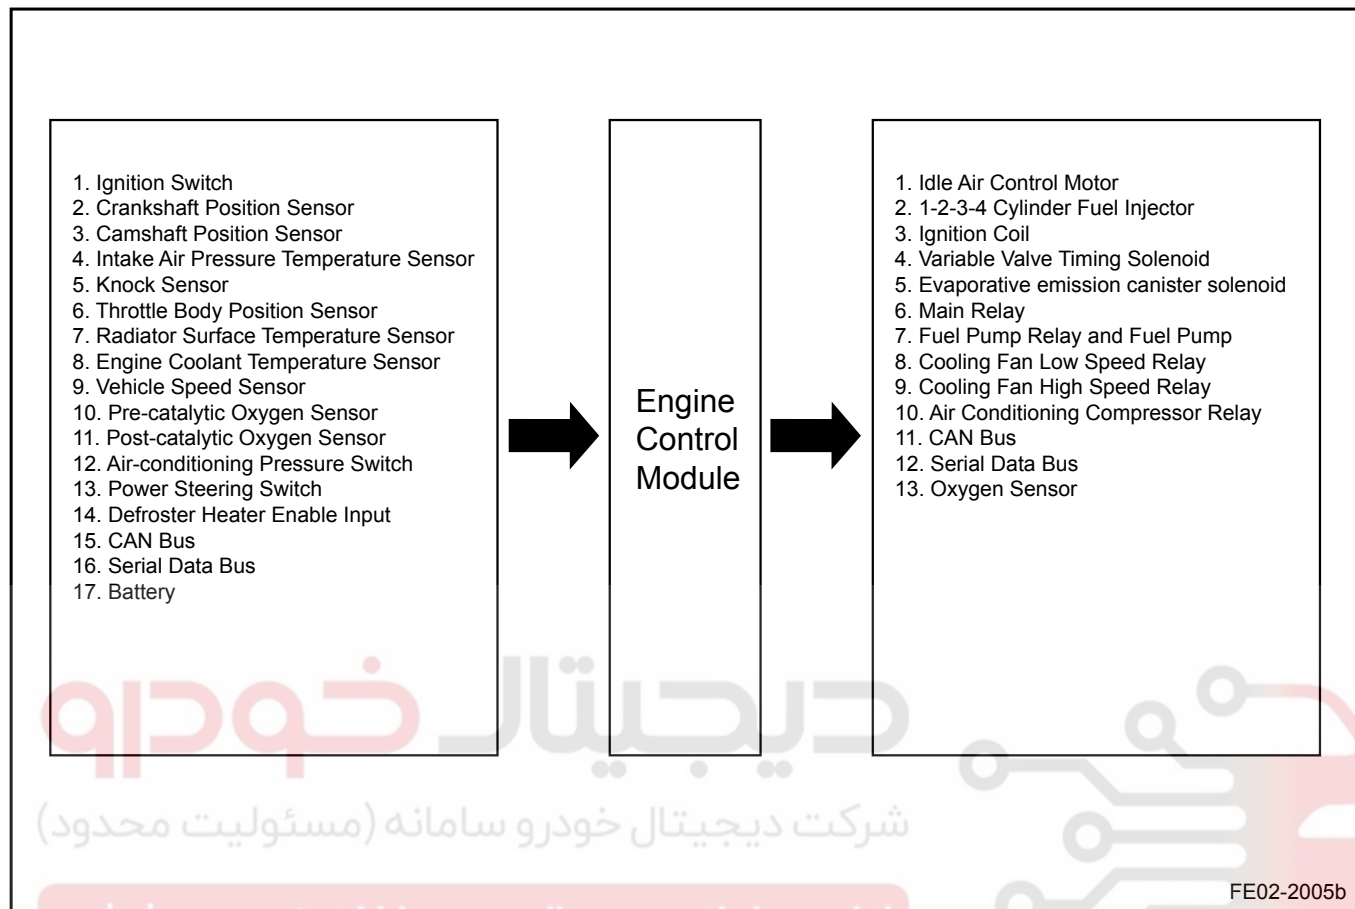 1. Ignition Switch
2. Crankshaft Position Sensor
3. Camshaft Position Sensor
4. Intake Air Pressure Temperature Sensor
5. Knock Sensor
6. Throttle Body Position Sensor
7. Radiator Surface Temperature Sensor
8. Engine Coolant Temperature Sensor
9. Vehicle Speed Sensor
10. Pre-catalytic Oxygen Sensor
11. Post-catalytic Oxygen Sensor
12. Air-conditioning Pressure Switch
13. Power Steering Switch
14. Defroster Heater Enable Input
15. CAN Bus
16. Serial Data Bus
17. Battery
Engine
Control
Module
1. Idle Air Control Motor
2. 1-2-3-4 Cylinder Fuel Injector
3. Ignition Coil
4. Variable Valve Timing Solenoid
5. Evaporative emission canister solenoid
6. Main Relay
7. Fuel Pump Relay and Fuel Pump
8. Cooling Fan Low Speed Relay
9. Cooling Fan High Speed Relay
10. Air Conditioning Compressor Relay
11. CAN Bus
12. Serial Data Bus
13. Oxygen Sensor
دیجیتال خودرو
شرکت دیجیتال خودرو سامانه (مسئولیت محدود)
FE02-2005b